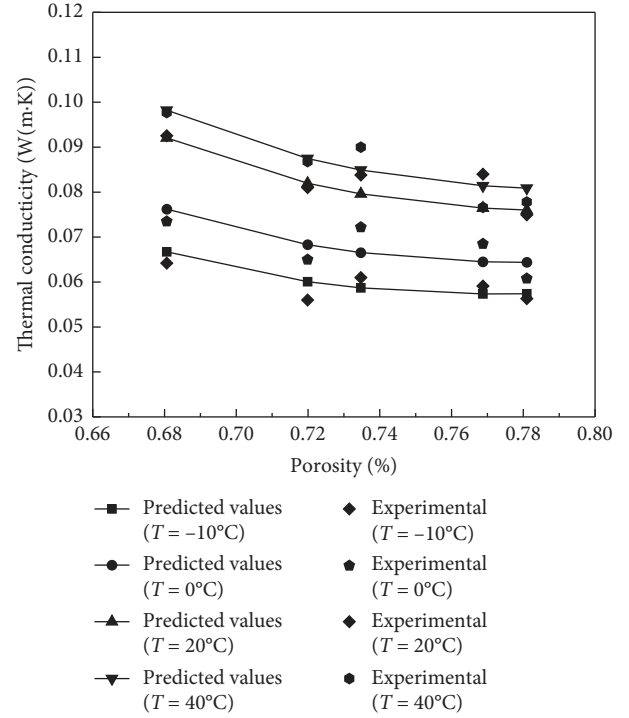 0.12
0.11
0.10
0.09
0.08
0.07
0.06
0.05
0.04
0.03
Thermal conducticity (W(m·K))
0.66 0.68 0.70 0.72 0.74 0.76 0.78 0.80
Porosity (%)
Predicted values
(T = –10°C)
Predicted values
(T = 0°C)
Predicted values
(T = 20°C)
Predicted values
(T = 40°C)
Experimental
(T = –10°C)
Experimental
(T = 0°C)
Experimental
(T = 20°C)
Experimental
(T = 40°C)